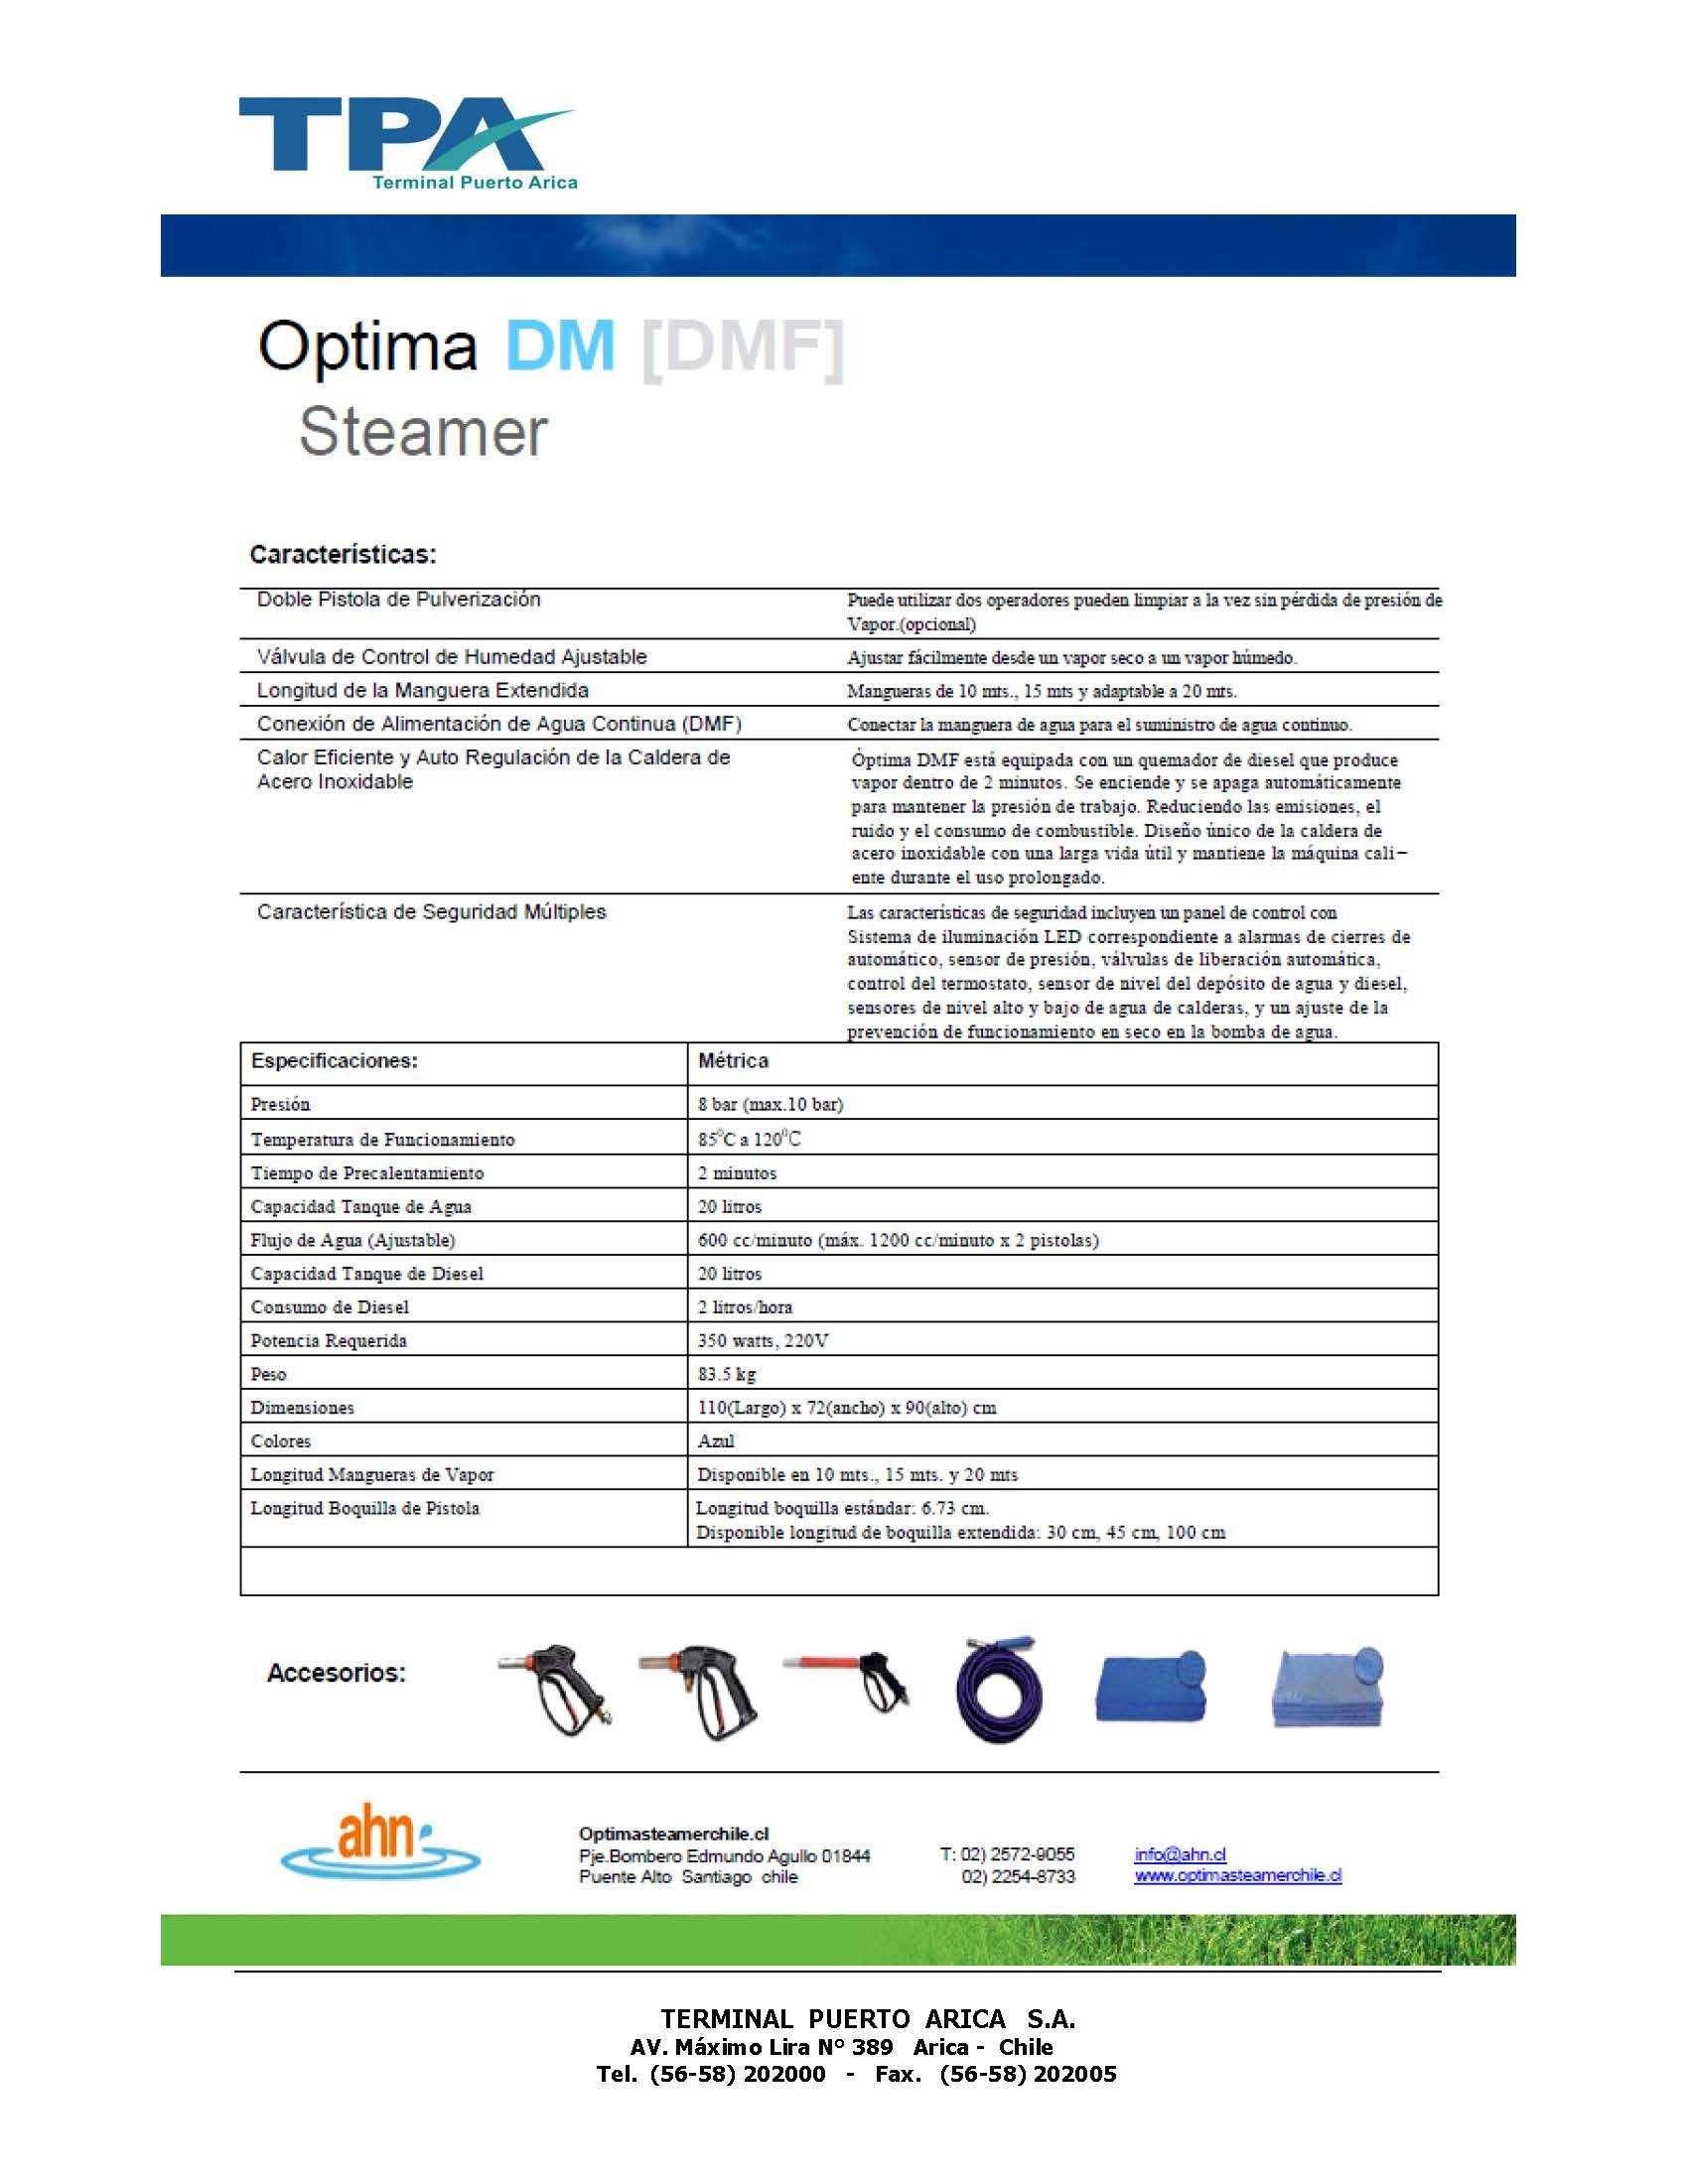 TPA
Terminal Puerto Arica
Optima DM [DMF]
Steamer
Características:
Doble Pistola de Pulverización
Puede utilizar dos operadores pueden limpiar a la vez sin pérdida de presión de
Vapor.(opcional)
Válvula de Control de Humedad Ajustable
Ajustar fácilmente desde un vapor seco a un vapor húmedo.
Longitud de la Manguera Extendida
Mangueras de 10 mts., 15 mts y adaptable a 20 mts.
Conexión de Alimentación de Agua Continua (DMF)
Conectar la manguera de agua para el suministro de agua continuo.
Calor Eficiente y Auto Regulación de la Caldera de
Acero Inoxidable
Óptima DMF está equipada con un quemador de diesel que produce
vapor dentro de 2 minutos. Se enciende y se apaga automáticamente
para mantener la presión de trabajo. Reduciendo las emisiones, el
ruido y el consumo de combustible. Diseño único de la caldera de
acero inoxidable con una larga vida útil y mantiene la máquina cali–
ente durante el uso prolongado.
Característica de Seguridad Múltiples
Las características de seguridad incluyen un panel de control con
Sistema de iluminación LED correspondiente a alarmas de cierres de
automático, sensor de presión, válvulas de liberación automática,
control del termostato, sensor de nivel del depósito de agua y diesel,
sensores de nivel alto y bajo de agua de calderas, y un ajuste de la
prevención de funcionamiento en seco en la bomba de agua.
Especificaciones: Métrica
Presión 8 bar (max.10 bar)
Temperatura de Funcionamiento 85°C a 120°C
Tiempo de Precalentamiento 2 minutos
Capacidad Tanque de Agua 20 litros
Flujo de Agua (Ajustable) 600 cc/minuto (máx. 1200 cc/minuto x 2 pistolas)
Capacidad Tanque de Diesel 20 litros
Consumo de Diesel 2 litros/hora
Potencia Requerida 350 watts, 220V
Peso 83.5 kg
Dimensiones 110(Largo) x 72(ancho) x 90(alto) cm
Colores Azul
Longitud Mangueras de Vapor Disponible en 10 mts., 15 mts. y 20 mts
Longitud Boquilla de Pistola Longitud boquilla estándar: 6.73 cm.
Disponible longitud de boquilla extendida: 30 cm, 45 cm, 100 cm
Accesorios:
ahn
Optimasteamerchile.cl
Pje.Bombero Edmundo Agullo 01844
Puente Alto Santiago chile
T: 02) 2572-9055
02) 2254-8733
info@ahn.cl
www.optimasteamerchile.cl
TERMINAL PUERTO ARICA S.A.
AV. Máximo Lira Nº 389 Arica - Chile
Tel. (56-58) 202000 - Fax. (56-58) 202005